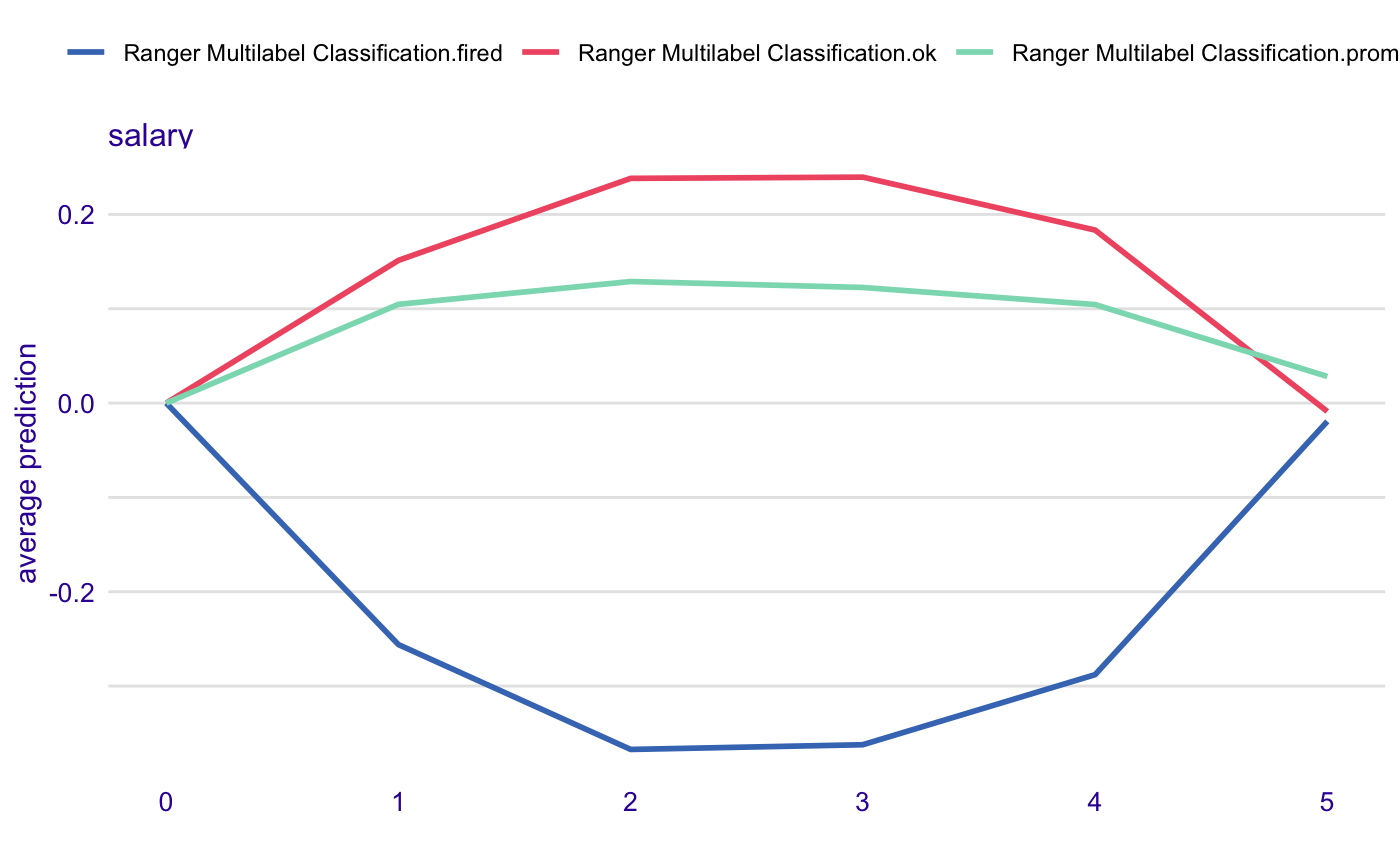 Ranger Multilabel Classification.fired Ranger Multilabel Classification.ok Ranger Multilabel Classification.prom
salary
average prediction
0.2
0.0
-0.2
0 1 2 3 4 5